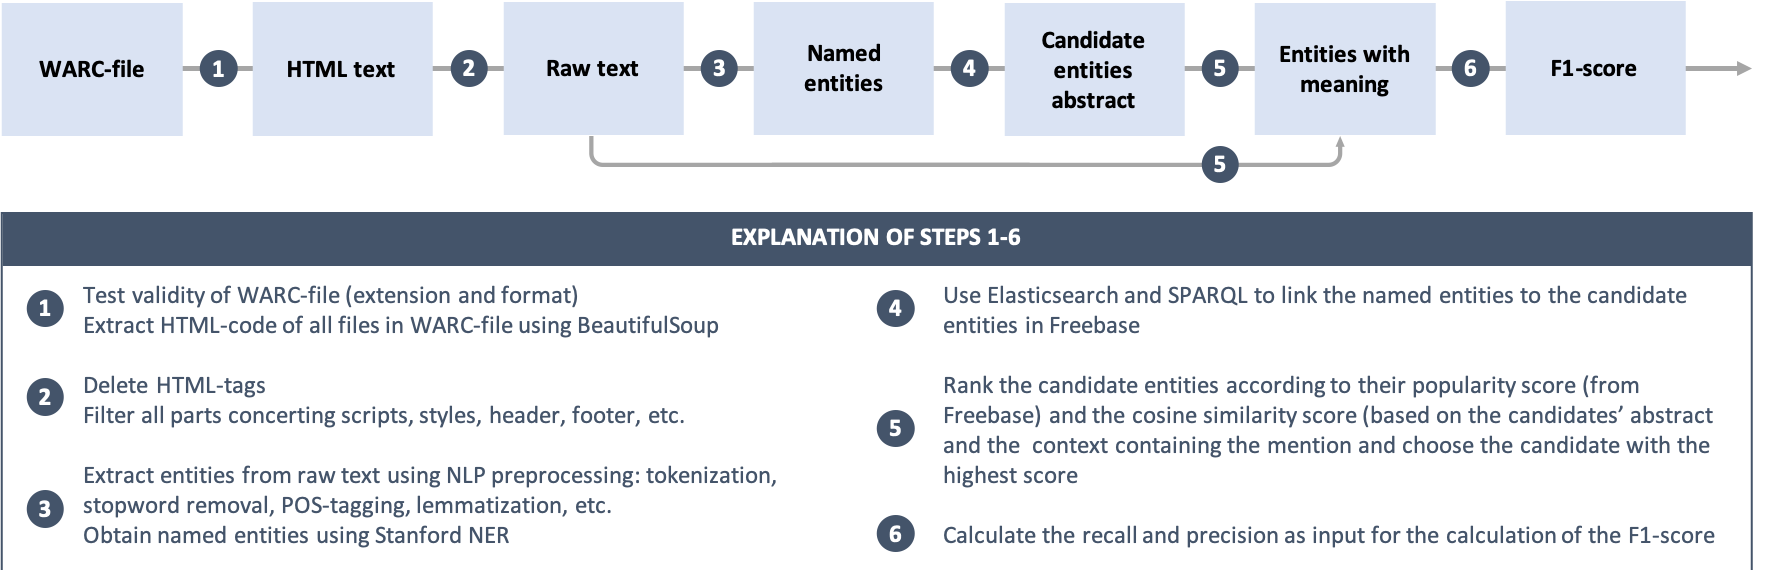 WARC-file
1
HTML text
2
Raw text
3
Named
entities
4
Candidate
entities
abstract
5
Entities with
meaning
6
F1-score
5
EXPLANATION OF STEPS 1-6
1
Test validity of WARC-file (extension and format)
Extract HTML-code of all files in WARC-file using BeautifulSoup
2
Delete HTML-tags
Filter all parts concerting scripts, styles, header, footer, etc.
3
Extract entities from raw text using NLP preprocessing: tokenization,
stopword removal, POS-tagging, lemmatization, etc.
Obtain named entities using Stanford NER
4
Use Elasticsearch and SPARQL to link the named entities to the candidate
entities in Freebase
5
Rank the candidate entities according to their popularity score (from
Freebase) and the cosine similarity score (based on the candidates’ abstract
and the context containing the mention and choose the candidate with the
highest score
6
Calculate the recall and precision as input for the calculation of the F1-score